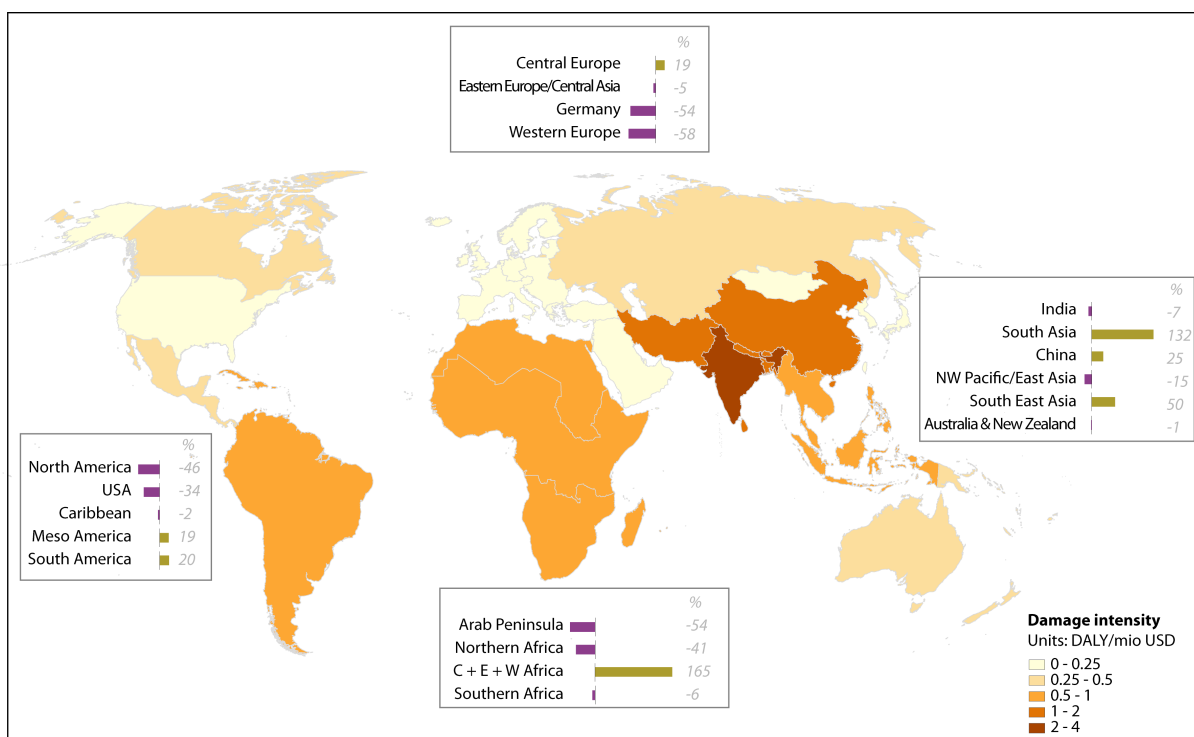 %
Central Europe 19
Eastern Europe/Central Asia -5
Germany -54
Western Europe -58
%
India -7
South Asia 132
China 25
NW Pacific/East Asia -15
South East Asia 50
Australia & New Zealand -1
%
North America -46
USA -34
Caribbean -2
Meso America 19
South America 20
%
Arab Peninsula -54
Northern Africa -41
C + E + W Africa 165
Southern Africa -6
Damage intensity
Units: DALY/mio USD
0 - 0.25
0.25 - 0.5
0.5 - 1
1 - 2
2 - 4